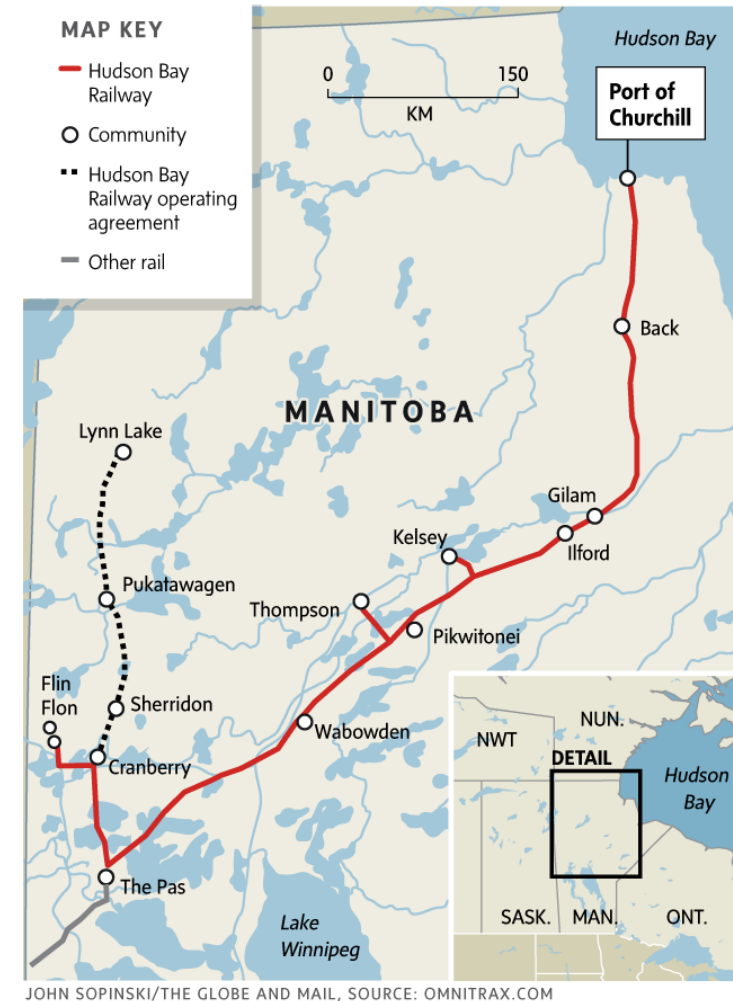 MAP KEY
Hudson Bay
Railway
Community
Hudson Bay
Railway operating
agreement
Other rail
0 150
KM
Hudson Bay
Port of
Churchill
Back
MANITOBA
Lynn Lake
Gilam
Kelsey
Ilford
Pukatawagen
Thompson
Pikwitonei
Flin
Flon
Sherridon
Wabowden
Cranberry
The Pas
Lake
Winnipeg
NUN.
NWT
DETAIL
Hudson
Bay
SASK. MAN. ONT.
JOHN SOPINSKI/THE GLOBE AND MAIL, SOURCE: OMNITRAX.COM